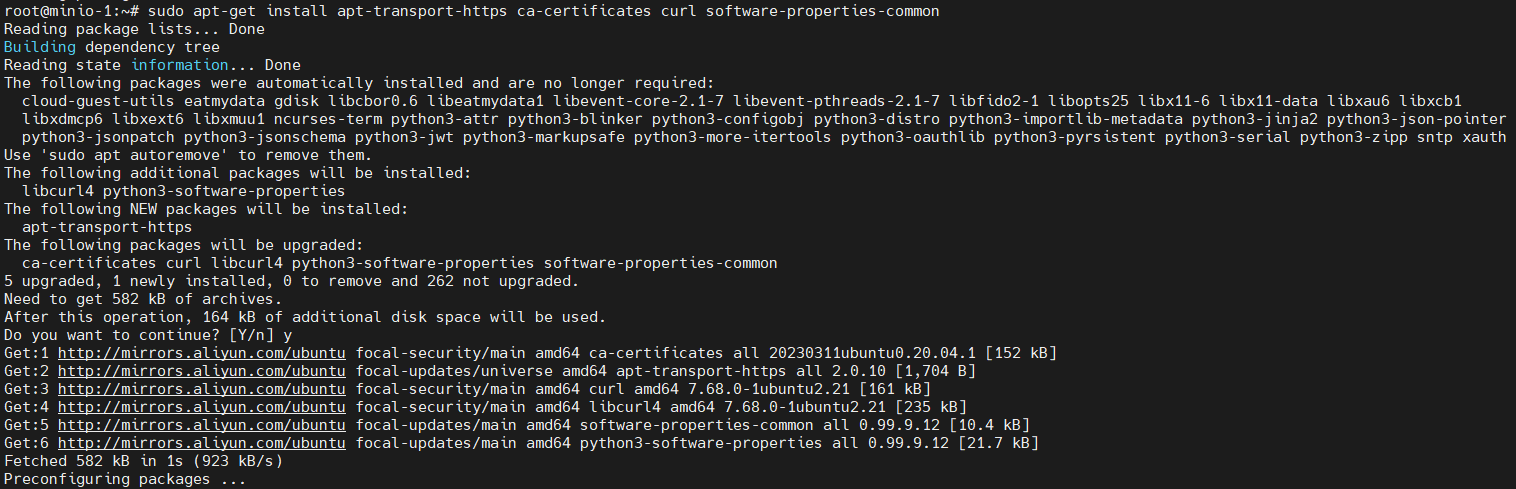 root@minio-1:~# sudo apt-get install apt-transport-https ca-certificates curl software-properties-common
Reading package lists... Done
Building dependency tree
Reading state information... Done
The following packages were automatically installed and are no longer required:
  cloud-guest-utils eatmydata gdisk libcbor0.6 libeatmydata1 libevent-core-2.1-7 libevent-pthreads-2.1-7 libfido2-1 libopts25 libx11-6 libx11-data libxau6 libxcb1
  libxdmcp6 libxext6 libxmuu1 ncurses-term python3-attr python3-blinker python3-configobj python3-distro python3-importlib-metadata python3-jinja2 python3-json-pointer
  python3-jsonpatch python3-jsonschema python3-jwt python3-markupsafe python3-more-itertools python3-oauthlib python3-pyrsistent python3-serial python3-zipp sntp xauth
Use 'sudo apt autoremove' to remove them.
The following additional packages will be installed:
  libcurl4 python3-software-properties
The following NEW packages will be installed:
  apt-transport-https
The following packages will be upgraded:
  ca-certificates curl libcurl4 python3-software-properties software-properties-common
5 upgraded, 1 newly installed, 0 to remove and 262 not upgraded.
Need to get 582 kB of archives.
After this operation, 164 kB of additional disk space will be used.
Do you want to continue? [Y/n] y
Get:1 http://mirrors.aliyun.com/ubuntu focal-security/main amd64 ca-certificates all 20230311ubuntu0.20.04.1 [152 kB]
Get:2 http://mirrors.aliyun.com/ubuntu focal-updates/universe amd64 apt-transport-https all 2.0.10 [1,704 B]
Get:3 http://mirrors.aliyun.com/ubuntu focal-security/main amd64 curl amd64 7.68.0-1ubuntu2.21 [161 kB]
Get:4 http://mirrors.aliyun.com/ubuntu focal-security/main amd64 libcurl4 amd64 7.68.0-1ubuntu2.21 [235 kB]
Get:5 http://mirrors.aliyun.com/ubuntu focal-updates/main amd64 software-properties-common all 0.99.9.12 [10.4 kB]
Get:6 http://mirrors.aliyun.com/ubuntu focal-updates/main amd64 python3-software-properties all 0.99.9.12 [21.7 kB]
Fetched 582 kB in 1s (923 kB/s)
Preconfiguring packages ...